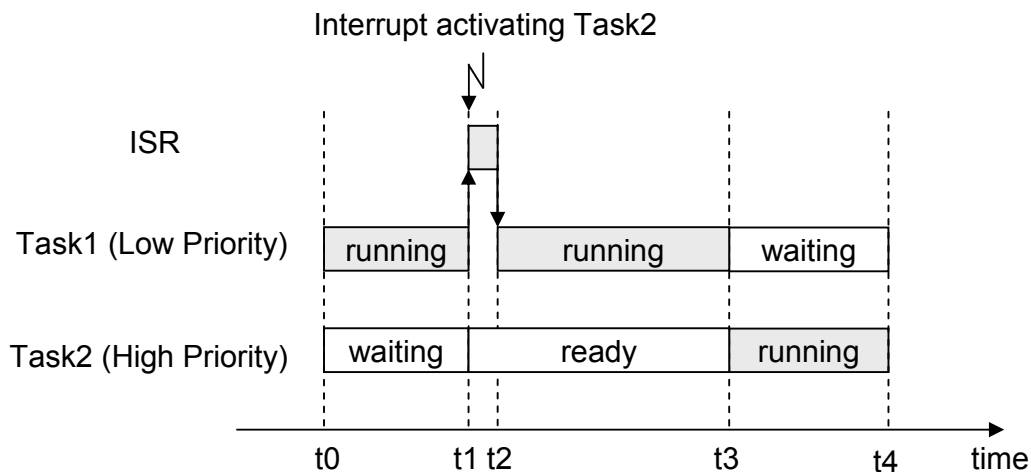 Interrupt activating Task2
ISR
Task1 (Low Priority)
running
running
waiting
Task2 (High Priority)
waiting
ready
running
t0
t1
t2
t3
t4
time